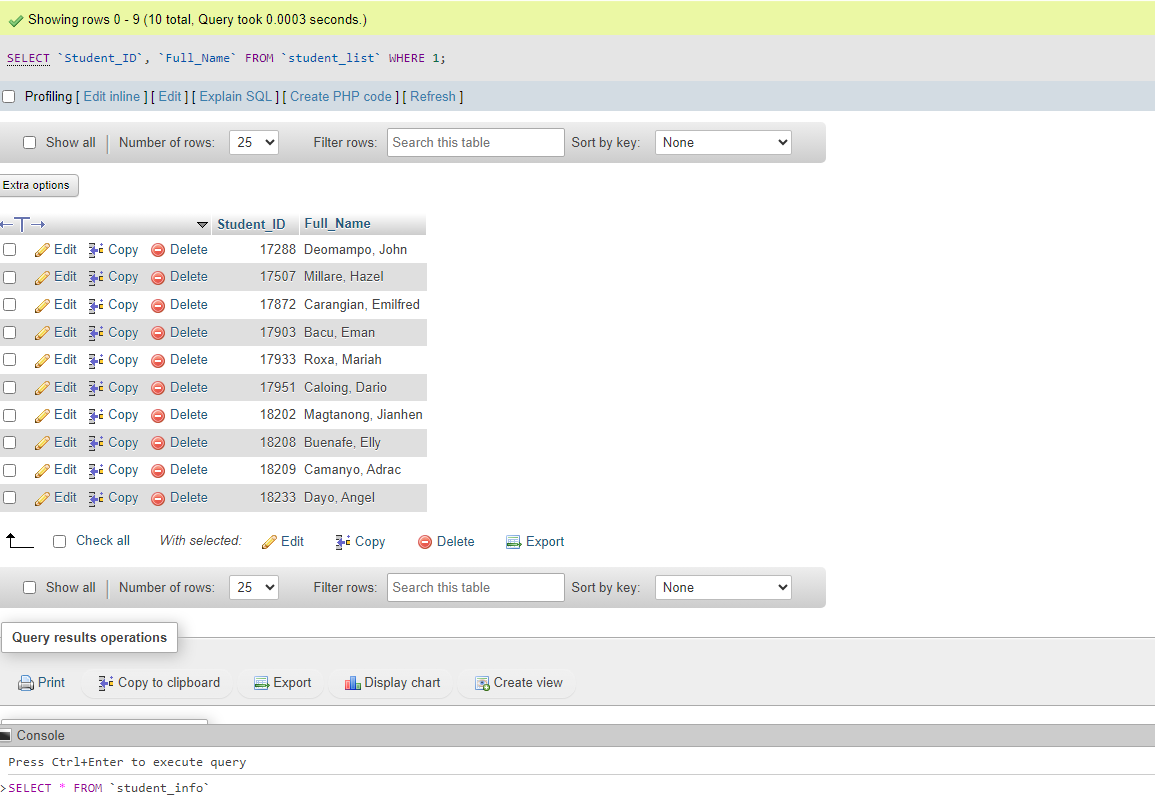 Showing rows 0 - 9 (10 total, Query took 0.0003 seconds.)
SELECT `Student_ID`, `Full_Name` FROM `student_list` WHERE 1;
Profiling [ Edit inline ] [ Edit ] [ Explain SQL ] [ Create PHP code ] [ Refresh ]
Show all Number of rows: 25 Filter rows: Search this table Sort by key: None
Extra options
Student_ID Full_Name
Edit Copy Delete 17288 Deomampo, John
Edit Copy Delete 17507 Millare, Hazel
Edit Copy Delete 17872 Carangian, Emilfred
Edit Copy Delete 17903 Bacu, Eman
Edit Copy Delete 17933 Roxa, Mariah
Edit Copy Delete 17951 Caloing, Dario
Edit Copy Delete 18202 Magtanong, Jianhen
Edit Copy Delete 18208 Buenafe, Elly
Edit Copy Delete 18209 Camanyo, Adrac
Edit Copy Delete 18233 Dayo, Angel
Check all With selected: Edit Copy Delete Export
Show all Number of rows: 25 Filter rows: Search this table Sort by key: None
Query results operations
Print Copy to clipboard Export Display chart Create view
Console
Press Ctrl+Enter to execute query
>SELECT * FROM `student_info`